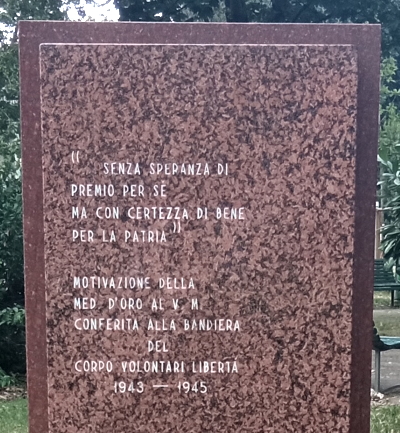 “ SENZA SPERANZA DI
PREMIO PER SÈ
MA CON CERTEZZA DI BENE
PER LA PATRIA ”
MOTIVAZIONE DELLA
MED. D'ORO AL V. M.
CONFERITA ALLA BANDIERA
DEL
CORPO VOLONTARI LIBERTÀ
1943 — 1945